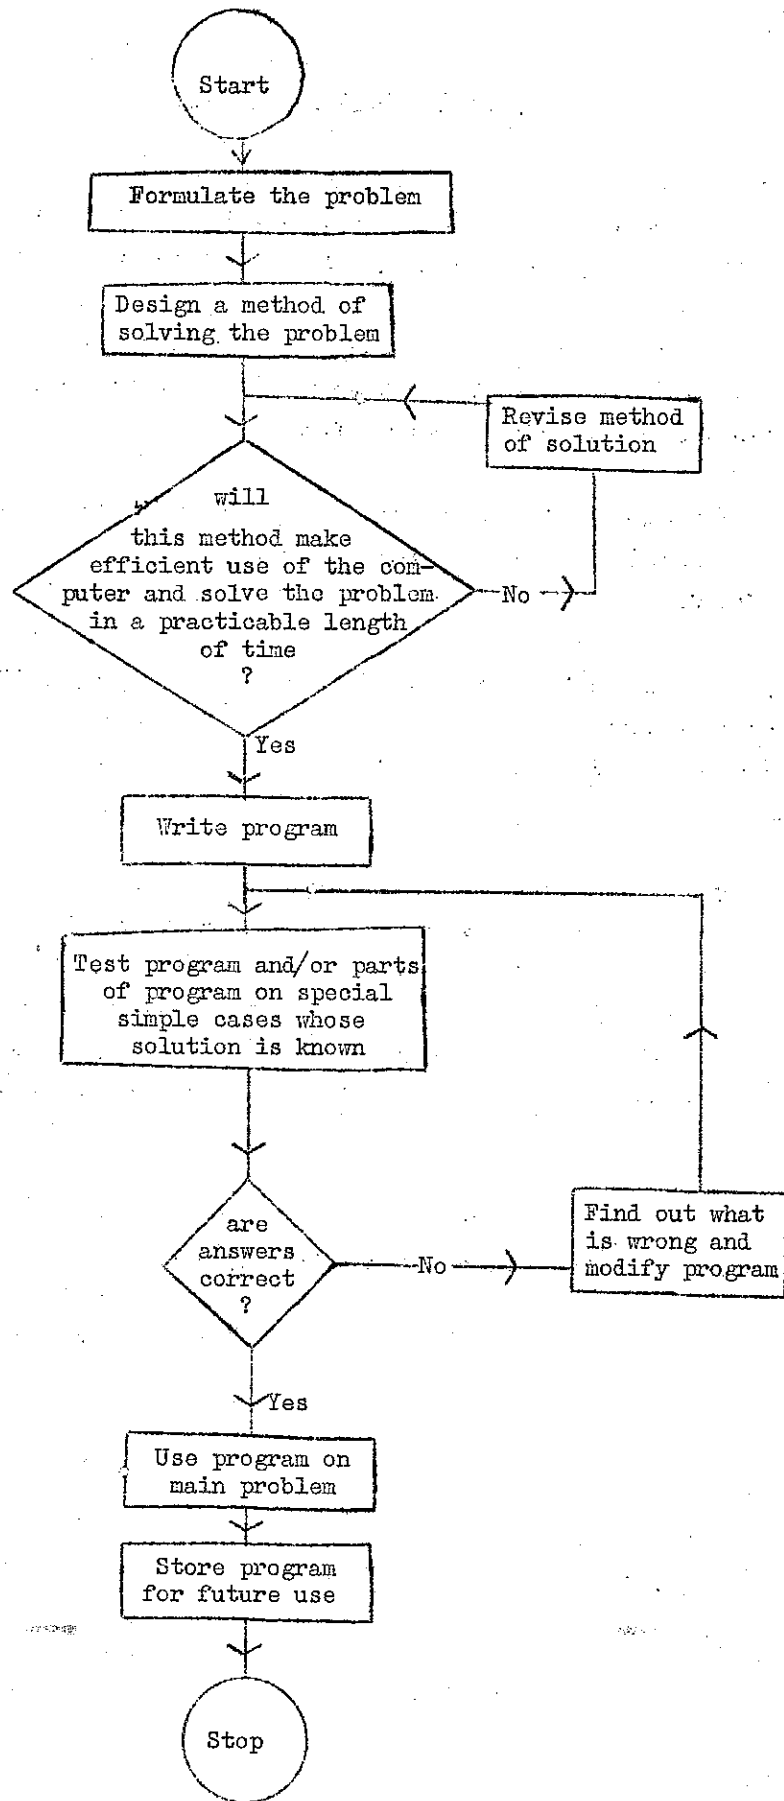 Start
Formulate the problem
Design a method of
solving the problem
Revise method
of solution
will
this method make
efficient use of the com-
puter and solve the problem
in a practicable length
of time
?
No
Yes
Write program
Test program and/or parts
of program on special
simple cases whose
solution is known
are
answers
correct
?
No
Find out what
is wrong and
modify program
Yes
Use program on
main problem
Store program
for future use
Stop